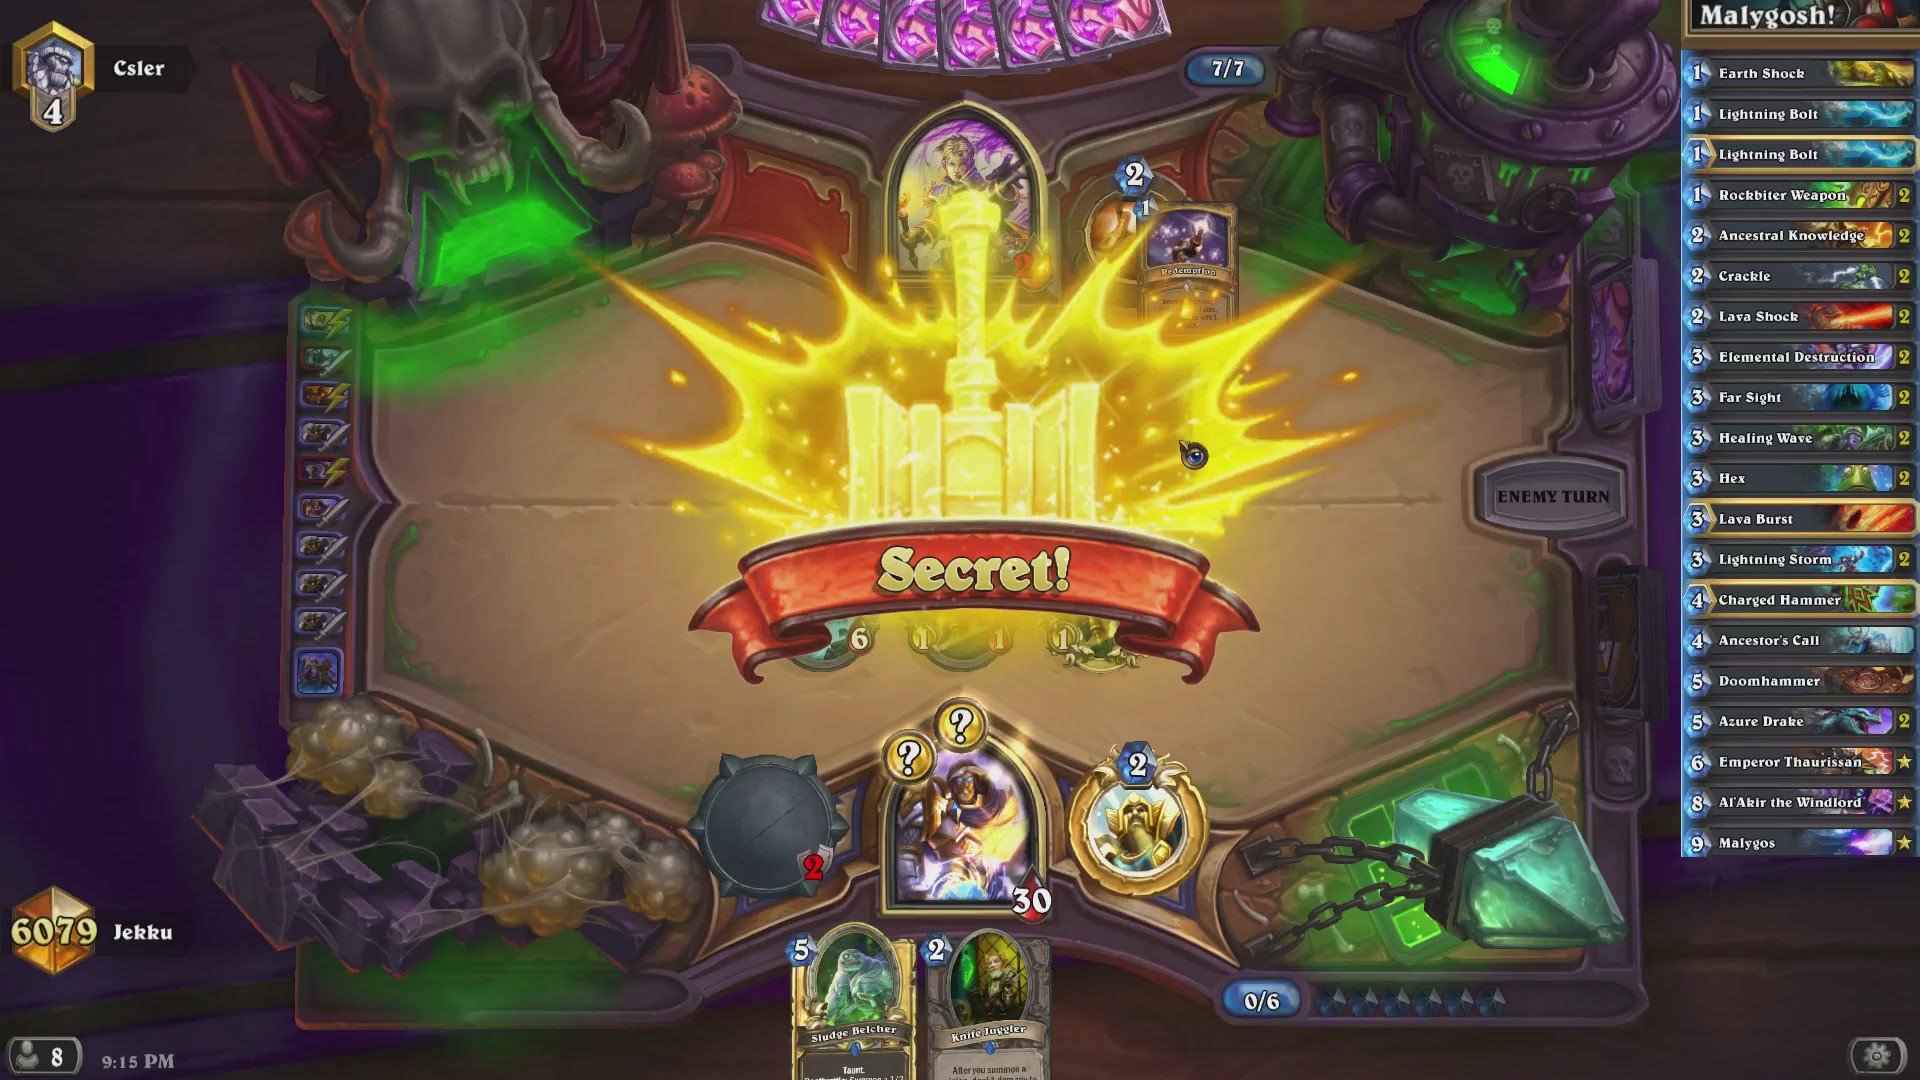 Csler
4
7/7
Malygosh!
1 Earth Shock
1 Lightning Bolt
1 Lightning Bolt
1 Rockbiter Weapon 2
2 Ancestral Knowledge 2
2 Crackle 2
2 Lava Shock 2
3 Elemental Destruction 2
3 Far Sight 2
3 Healing Wave 2
3 Hex 2
3 Lava Burst
3 Lightning Storm 2
4 Charged Hammer
4 Ancestor's Call
5 Doomhammer
5 Azure Drake 2
6 Emperor Thaurissan
8 Al'Akir the Windlord
9 Malygos
2
1
Redemption
2
ENEMY TURN
Secret!
6 1 1 1
? ?
2
2
30
6079 Jekku
5 2
Sludge Belcher
Knife Juggler
Taunt.
After you summon a
0/6
8 9:15 PM